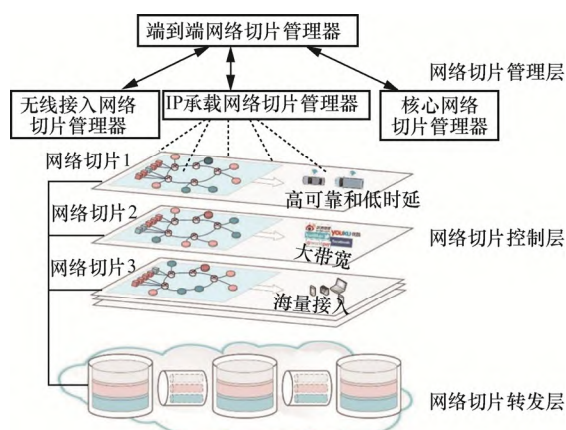 端到端网络切片管理器
网络切片管理层
无线接入网络
切片管理器
IP承载网络切片管理器
核心网络
切片管理器
网络切片1
高可靠和低时延
网络切片2
YOUKU
大带宽
网络切片控制层
网络切片3
海量接入
网络切片转发层